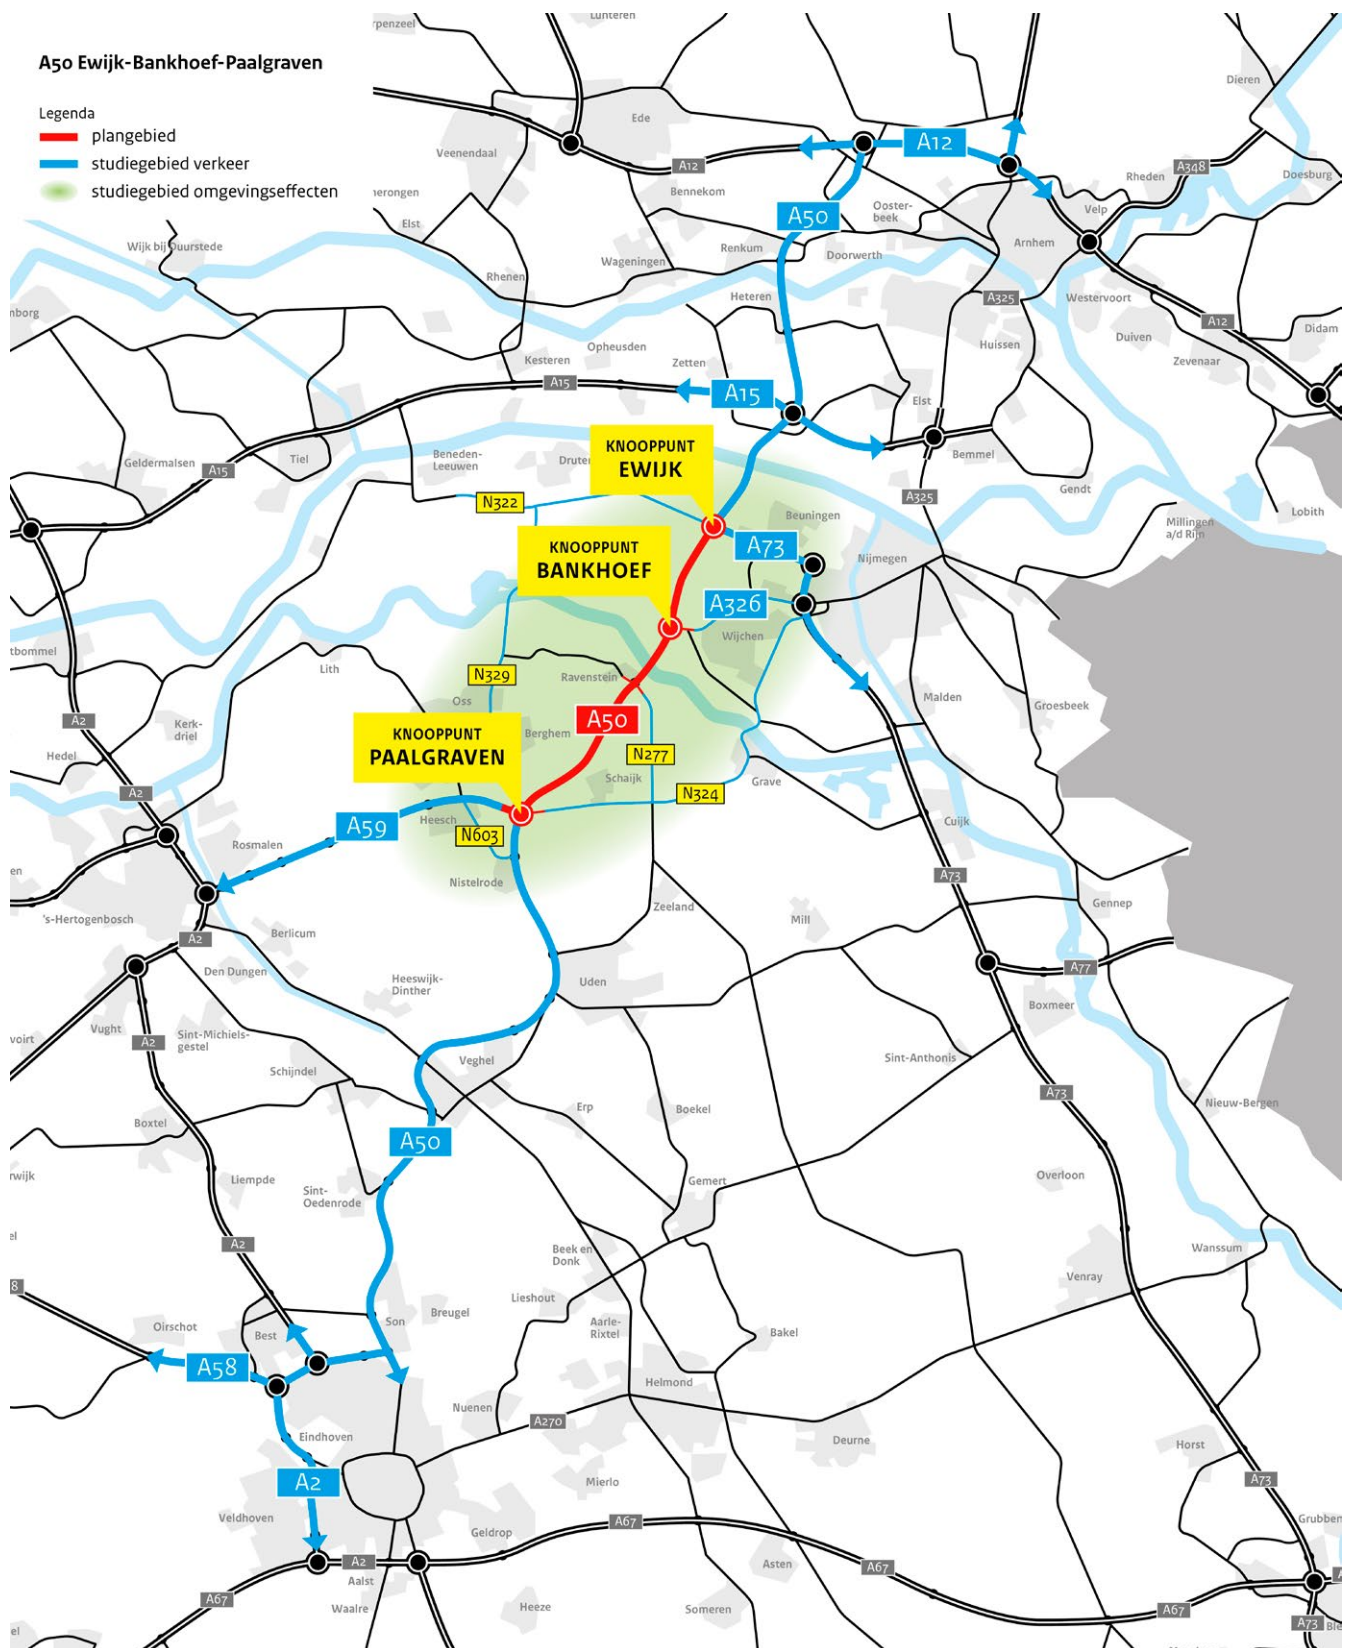 A50 Ewijk-Bankhoef-Paalgraven
Legenda
plangebied
studiegebied verkeer
studiegebied omgevingseffecten
Ede
Veenendaal
A12
A12
Bennekom
Dieren
A348
Rheden
Doesburg
Velp
Elst
A50
Ooster-
beek
Arnhem
Wijk bij Duurstede
Rhenen
Wageningen
Renkum
Doorwerth
Heteren
A325
Westervoort
A12
Didam
Duiven
Huissen
Zevenaar
Opheusden
Kesteren
Zetten
A15
A15
Elst
KNOOPPUNT
EWIJK
Bemmel
Geldermalsen
A15
Tiel
Beneden-
Leeuwen
Gendt
A325
N322
Beuningen
Lobith
Millingen
a/d Rijn
KNOOPPUNT
BANKHOEF
A73
Nijmegen
A326
Wijchen
Lith
N329
Ravenstein
Oss
Malden
Groesbeek
A2
Kerk-
driel
Hedel
KNOOPPUNT
PAALGRAVEN
Berghem
A50
N277
Schaijk
Grave
N324
A2
A59
Heesch
N603
Cuijk
Rosmalen
Nistelrode
A73
Gennep
's-Hertogenbosch
Zeeland
Mill
A2
Berlicum
Den Dungen
Heeswijk-
Dinther
Uden
A77
Boxmeer
Vught
A2
Sint-Michiels-
gestel
Veghel
Sint-Anthonis
Schijndel
A73
Erp
Boekel
Nieuw-Bergen
Boxtel
A50
Liempde
Sint-
Oedenrode
Gemert
Overloon
A2
Beek en
Donk
Wanssum
Venray
Lieshout
Oirschot
Best
Breugel
Son
Aarle-
Rixtel
Bakel
A58
Helmond
Nuenen
A270
Eindhoven
Deurne
Horst
A2
Mierlo
A73
Veldhoven
Geldrop
A67
A2
Aalst
Waalre
A67
Heeze
Asten
A67
Someren
A67
A73